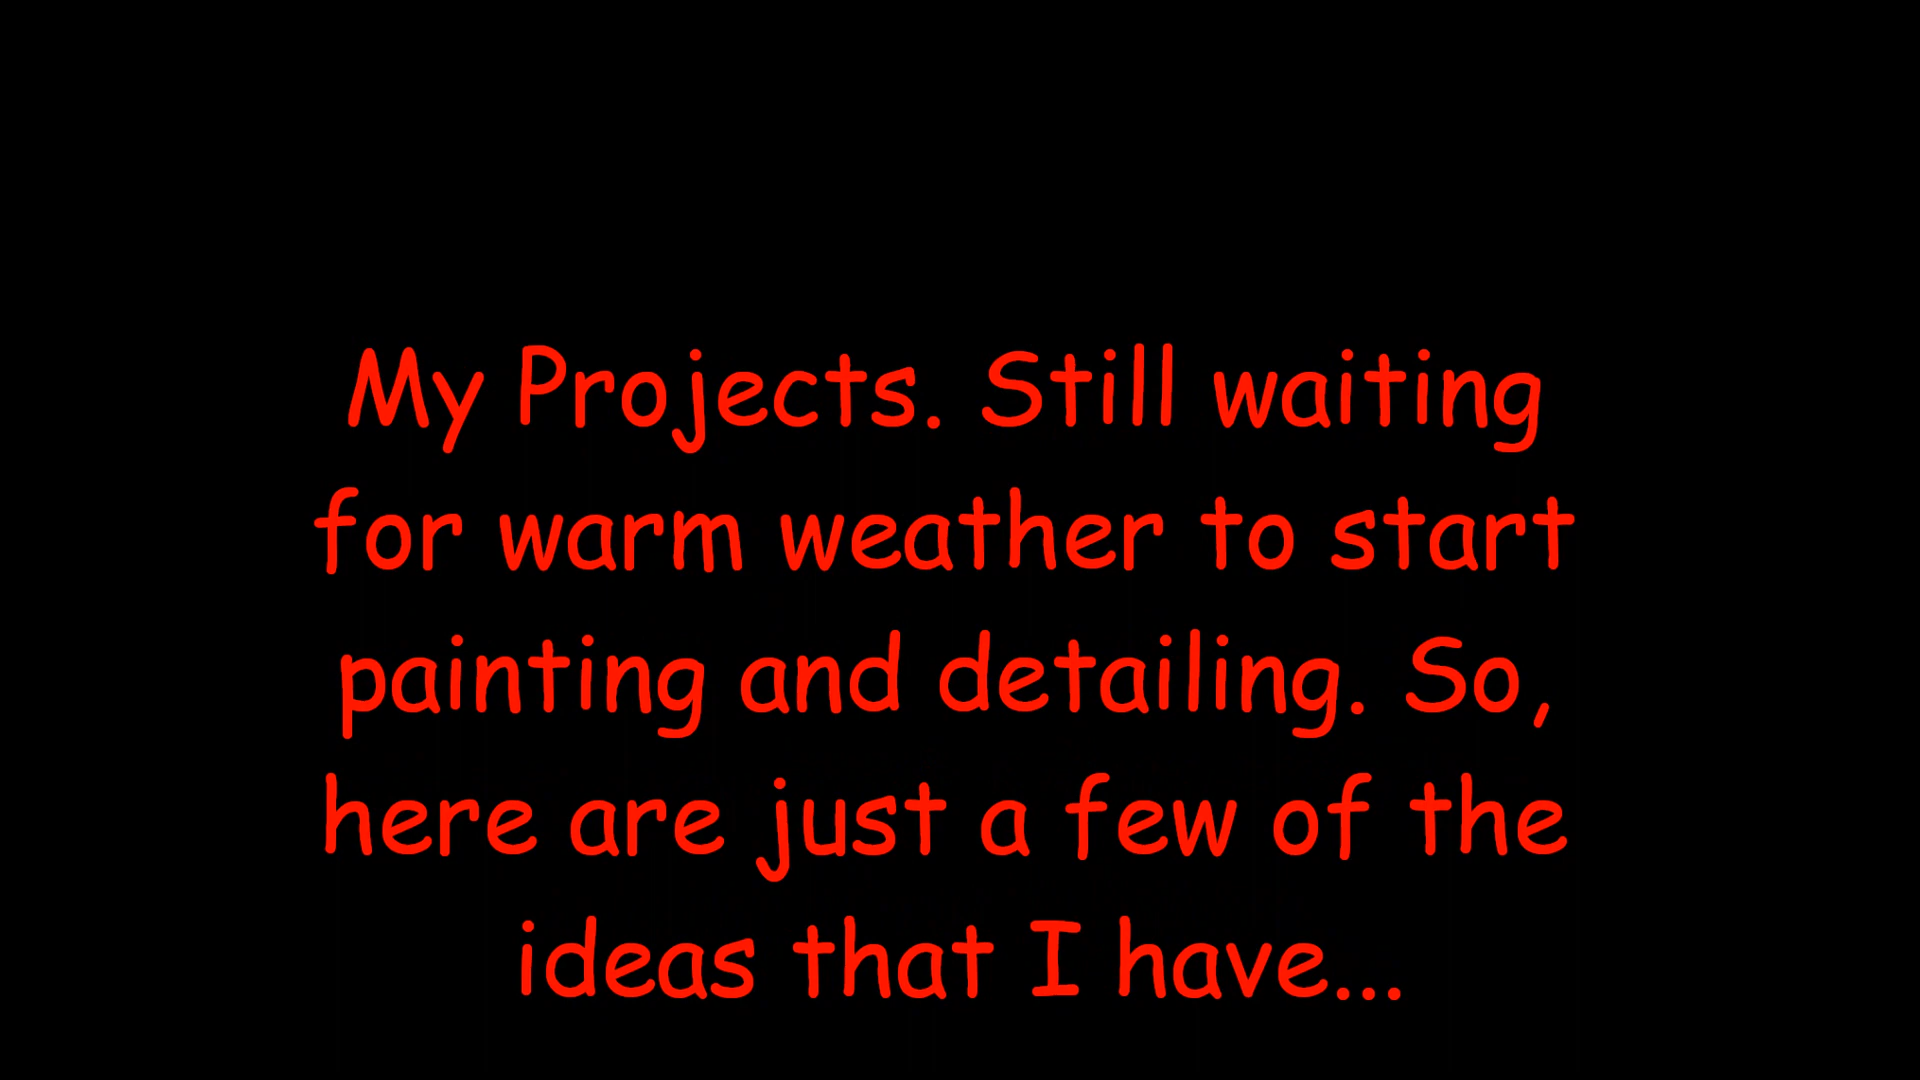 My Projects. Still waiting
for warm weather to start
painting and detailing. So,
here are just a few of the
ideas that I have...